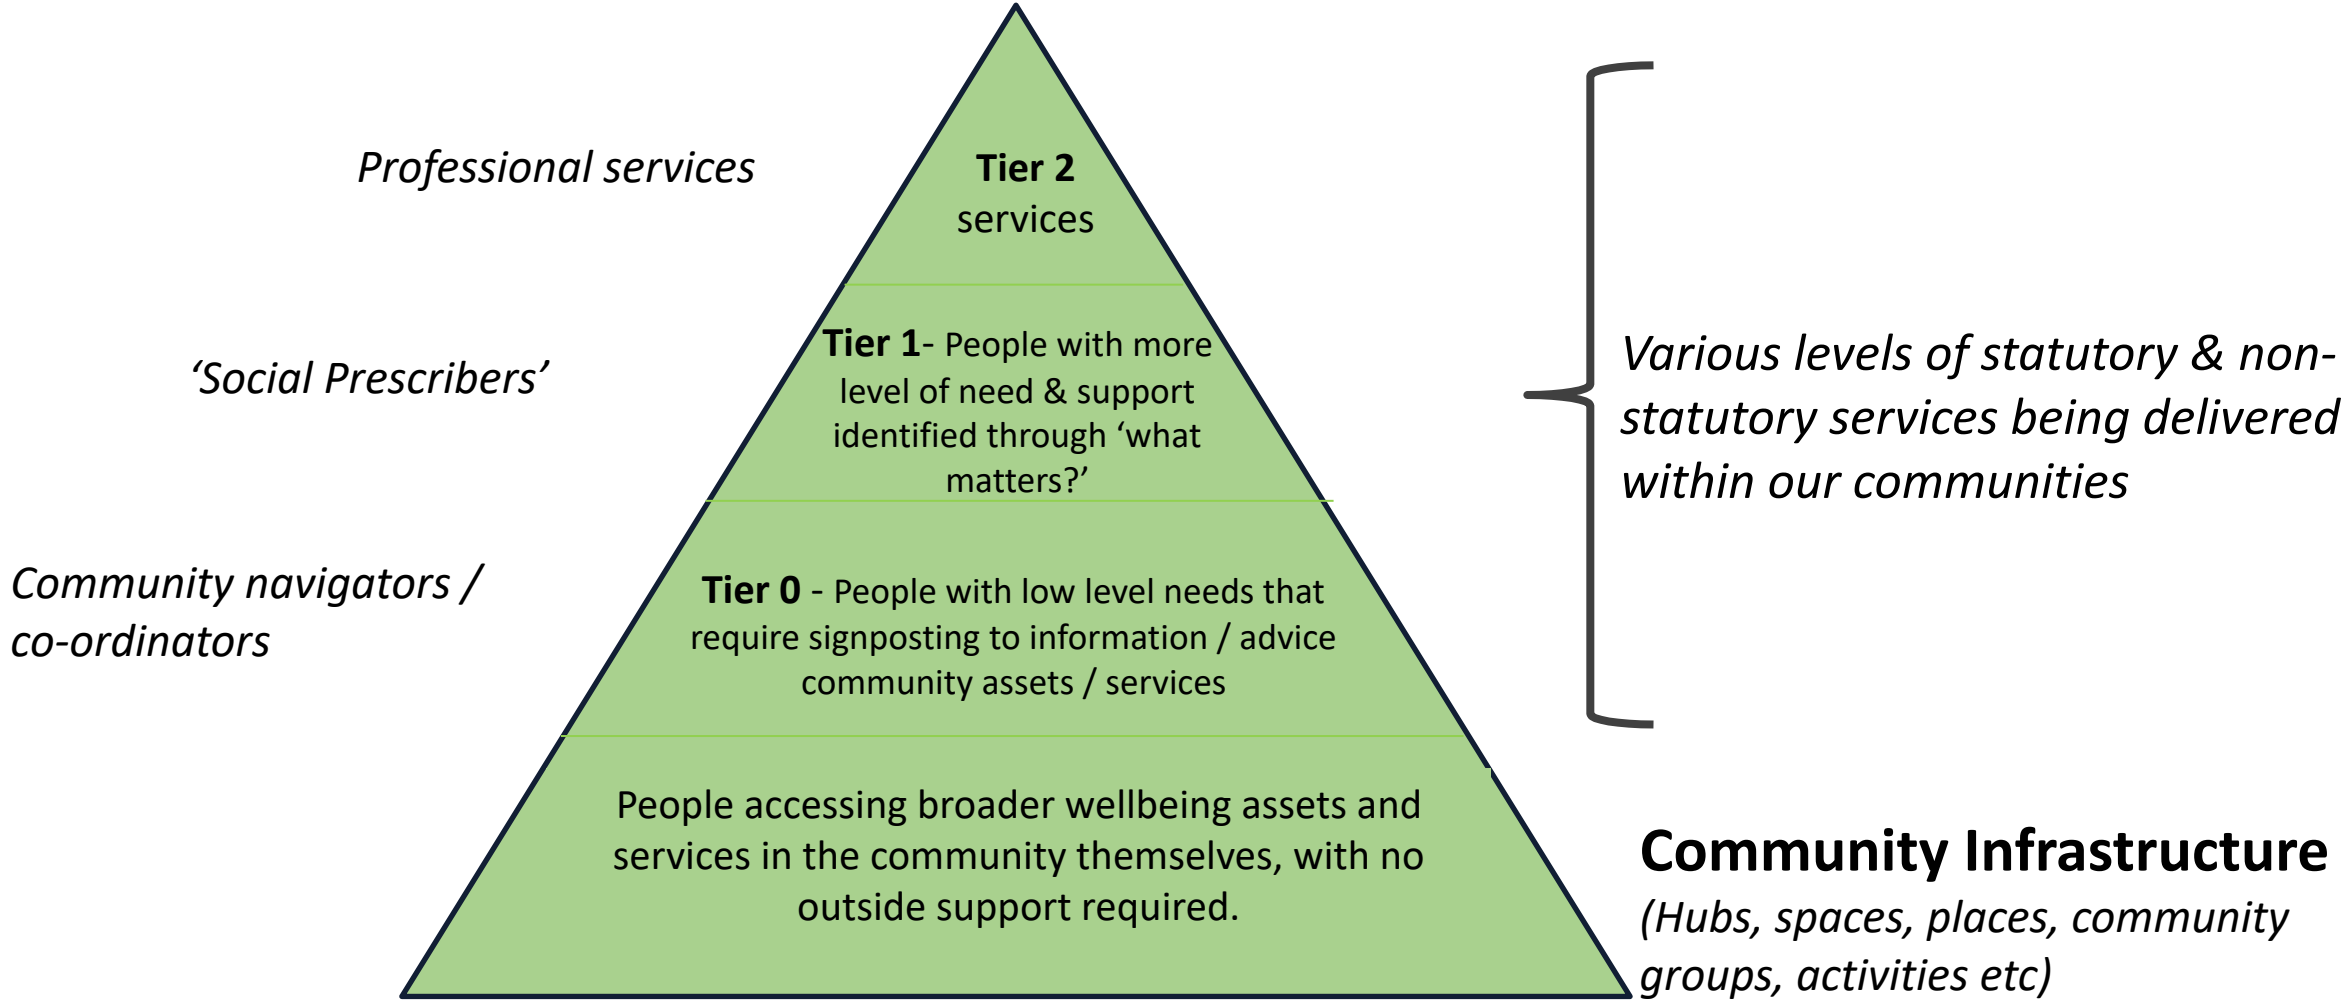 Professional services
Tier 2
services
‘Social Prescribers’
Tier 1- People with more
level of need & support
identified through ‘what
matters?’
Various levels of statutory & non-
statutory services being delivered
within our communities
Community navigators /
co-ordinators
Tier 0 - People with low level needs that
require signposting to information / advice
community assets / services
People accessing broader wellbeing assets and
services in the community themselves, with no
outside support required.
Community Infrastructure
(Hubs, spaces, places, community
groups, activities etc)